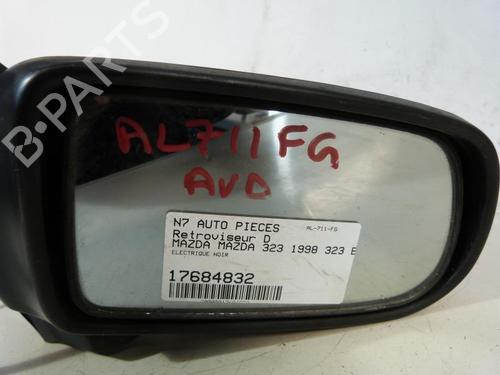 B-PARTS
AL711FG
AVD
N7 AUTO PIECES AL-711-FG
Retroviseur D
MAZDA MAZDA 323 1998 323 B
ELECTRIQUE NOIR
17684832